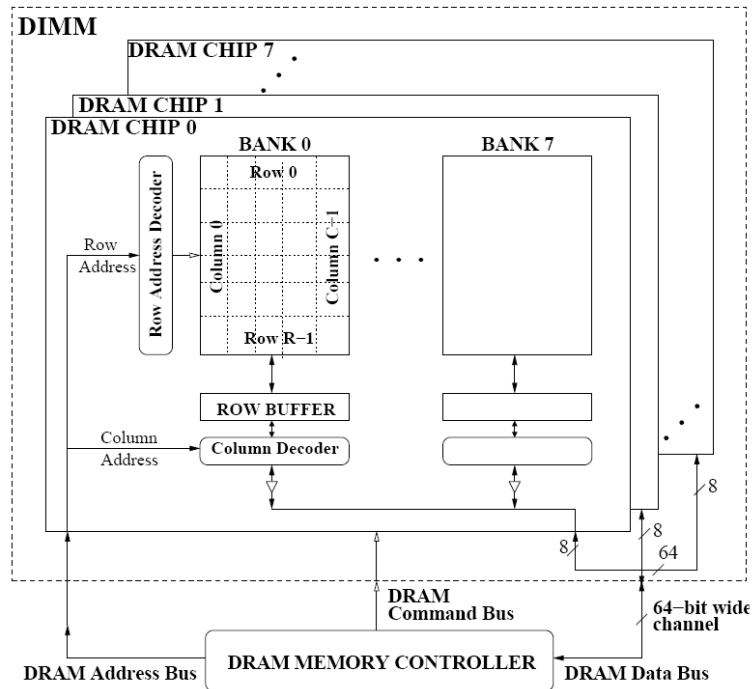 DIMM
DRAM CHIP 7
DRAM CHIP 1
DRAM CHIP 0
BANK 0
BANK 7
Row 0
Row Address Decoder
Row
Address
Column 0
Column C−1
Row R−1
ROW BUFFER
Column
Address
Column Decoder
8
8
8
64
DRAM
Command Bus
64−bit wide
channel
DRAM Address Bus
DRAM MEMORY CONTROLLER
DRAM Data Bus